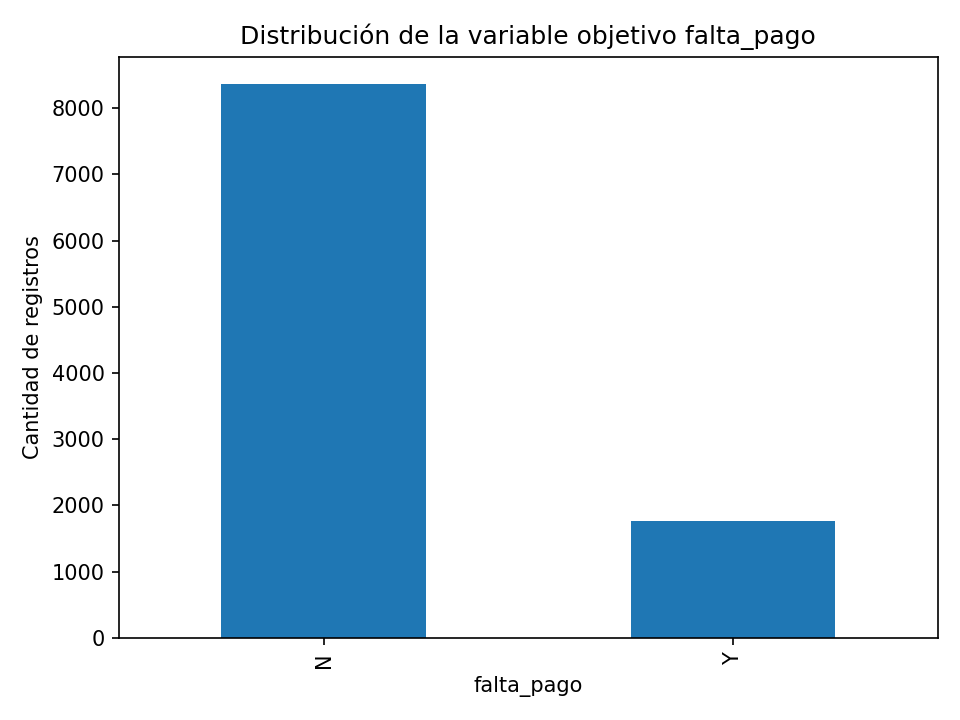 Distribución de la variable objetivo falta_pago
Cantidad de registros
8000
7000
6000
5000
4000
3000
2000
1000
0
N
Y
falta_pago